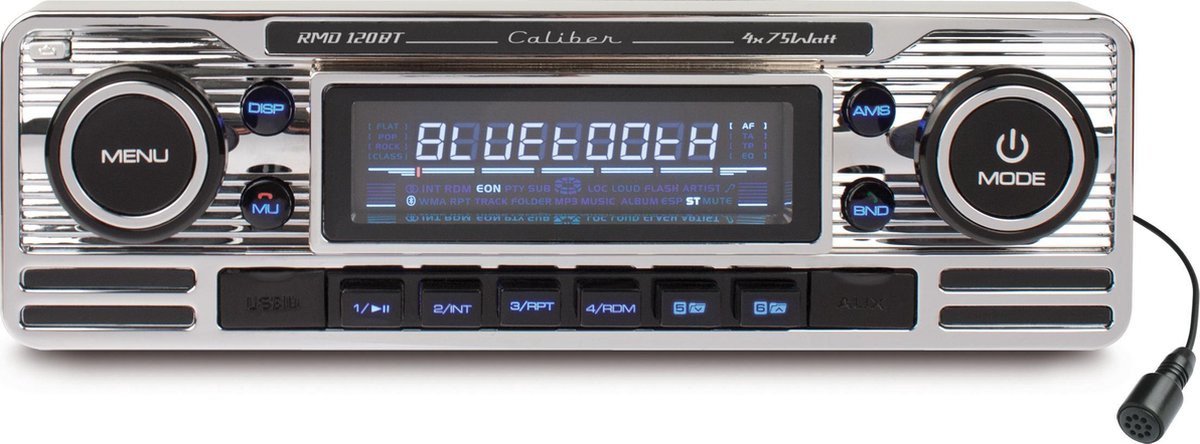 RMD 120BT Caliber 4x75Watt
DISP
AMS
MENU
MU
BND
MODE
[ FLAT ]
[ POP ]
[ ROCK ]
[ CLASS ]
BLUEtOOtH
[ AF ]
[ TA ]
[ TP ]
[ EQ ]
INT RDM EON PTY SUB LOC LOUD FLASH ARTIST
WMA RPT TRACK FOLDER MP3 MUSIC ALBUM ESP ST MUTE
USB
1/▶II
2/INT
3/RPT
4/RDM
5
6
AUX